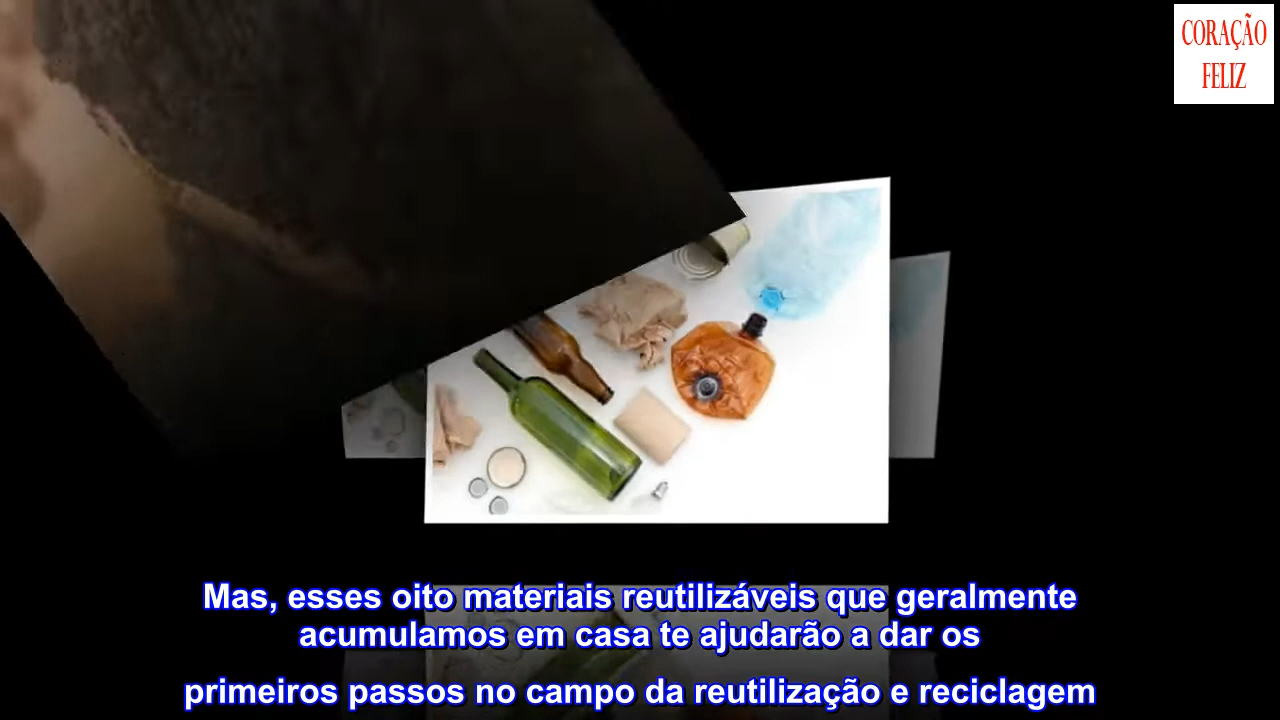 CORAÇÃO
FELIZ
Mas, esses oito materiais reutilizáveis que geralmente
acumulamos em casa te ajudarão a dar os
primeiros passos no campo da reutilização e reciclagem